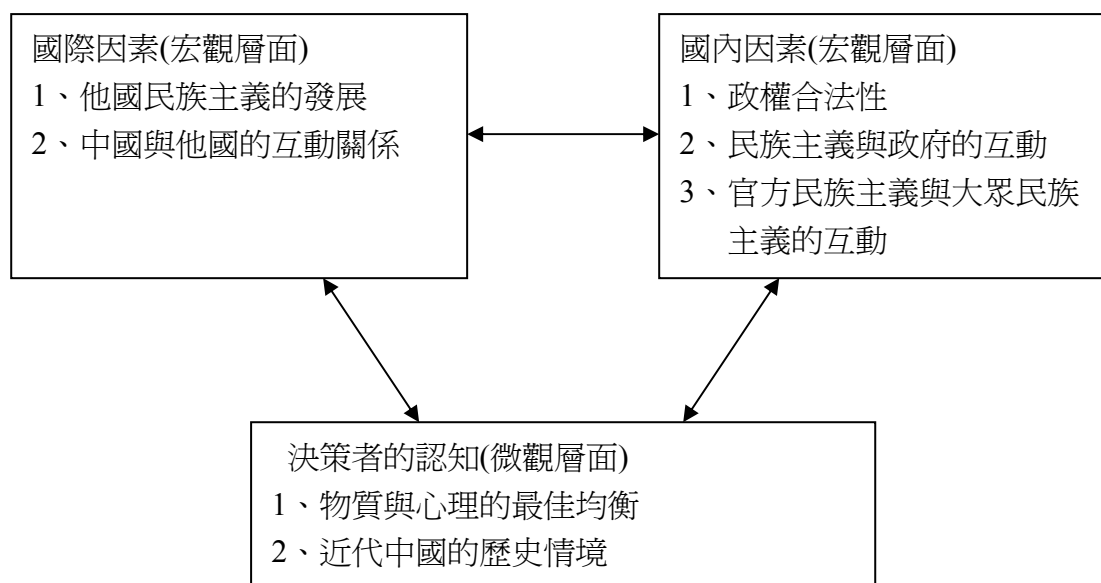 國際因素(宏觀層面)
1、他國民族主義的發展
2、中國與他國的互動關係
國內因素(宏觀層面)
1、政權合法性
2、民族主義與政府的互動
3、官方民族主義與大眾民族
主義的互動
決策者的認知(微觀層面)
1、物質與心理的最佳均衡
2、近代中國的歷史情境